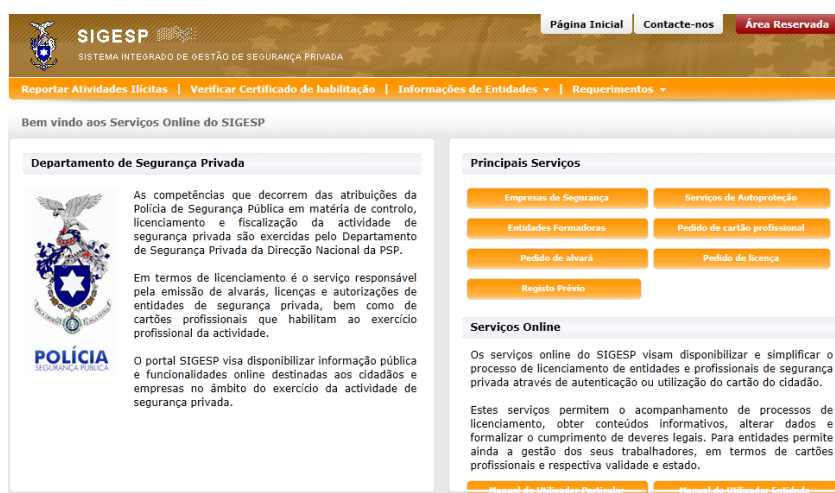 Página Inicial
Contacte-nos
Área Reservada
SIGESP
SISTEMA INTEGRADO DE GESTÃO DE SEGURANÇA PRIVADA
Reportar Atividades Ilícitas | Verificar Certificado de habilitação | Informações de Entidades | Requerimentos
Bem vindo aos Serviços Online do SIGESP
Departamento de Segurança Privada
As competências que decorrem das atribuições da
Polícia de Segurança Pública em matéria de controlo,
licenciamento e fiscalização da actividade de
segurança privada são exercidas pelo Departamento
de Segurança Privada da Direcção Nacional da PSP.
Em termos de licenciamento é o serviço responsável
pela emissão de alvarás, licenças e autorizações de
entidades de segurança privada, bem como de
cartões profissionais que habilitam ao exercício
profissional da actividade.
O portal SIGESP visa disponibilizar informação pública
e funcionalidades online destinadas aos cidadãos e
empresas no âmbito do exercício da actividade de
segurança privada.
POLÍCIA
SEGURANÇA PÚBLICA
Principais Serviços
Empresas de Segurança
Serviços de Autoproteção
Entidades Formadoras
Pedido de cartão profissional
Pedido de alvará
Pedido de licença
Registo Prévio
Serviços Online
Os serviços online do SIGESP visam disponibilizar e simplificar o
processo de licenciamento de entidades e profissionais de segurança
privada através de autenticação ou utilização do cartão do cidadão.
Estes serviços permitem o acompanhamento de processos de
licenciamento, obter conteúdos informativos, alterar dados e
formalizar o cumprimento de deveres legais. Para entidades permite
ainda a gestão dos seus trabalhadores, em termos de cartões
profissionais e respectiva validade e estado.
Manual do Utilizador Particular
Manual do Utilizador Entidade